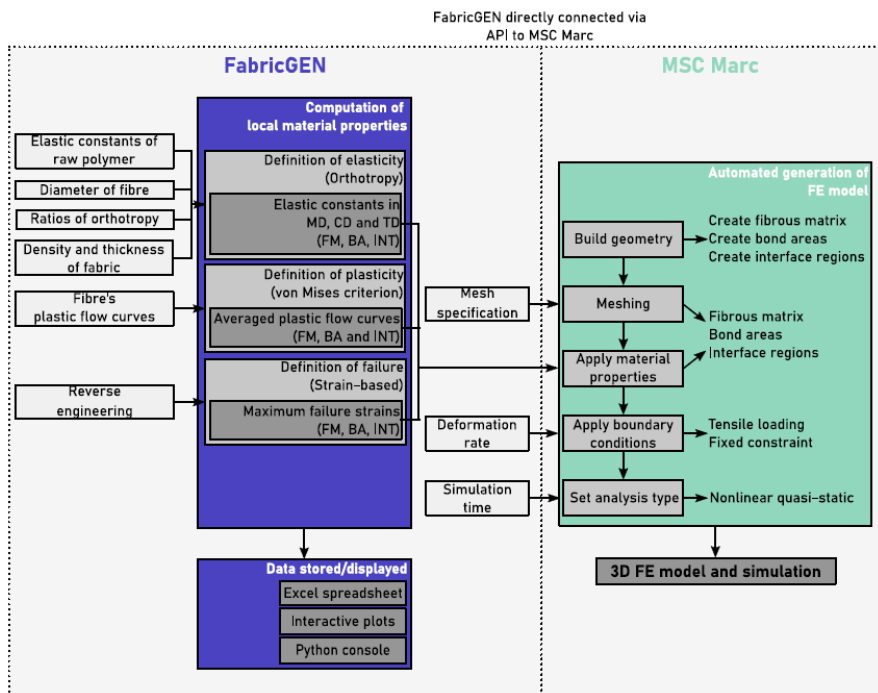 FabricGEN directly connected via
API to MSC Marc
FabricGEN
MSC Marc
Computation of
local material properties
Elastic constants of
raw polymer
Diameter of fibre
Ratios of orthotropy
Density and thickness
of fabric
Fibre's
plastic flow curves
Reverse
engineering
Definition of elasticity
(Orthotropy)
Elastic constants in
MD, CD and TD
(FM, BA, INT)
Definition of plasticity
(von Mises criterion)
Averaged plastic flow curves
(FM, BA and INT)
Definition of failure
(Strain-based)
Maximum failure strains
(FM, BA, INT)
Data stored/displayed
Excel spreadsheet
Interactive plots
Python console
Mesh
specification
Deformation
rate
Simulation
time
Automated generation of
FE model
Build geometry
Create fibrous matrix
Create bond areas
Create interface regions
Meshing
Fibrous matrix
Bond areas
Interface regions
Apply material
properties
Apply boundary
conditions
Tensile loading
Fixed constraint
Set analysis type
Nonlinear quasi-static
3D FE model and simulation